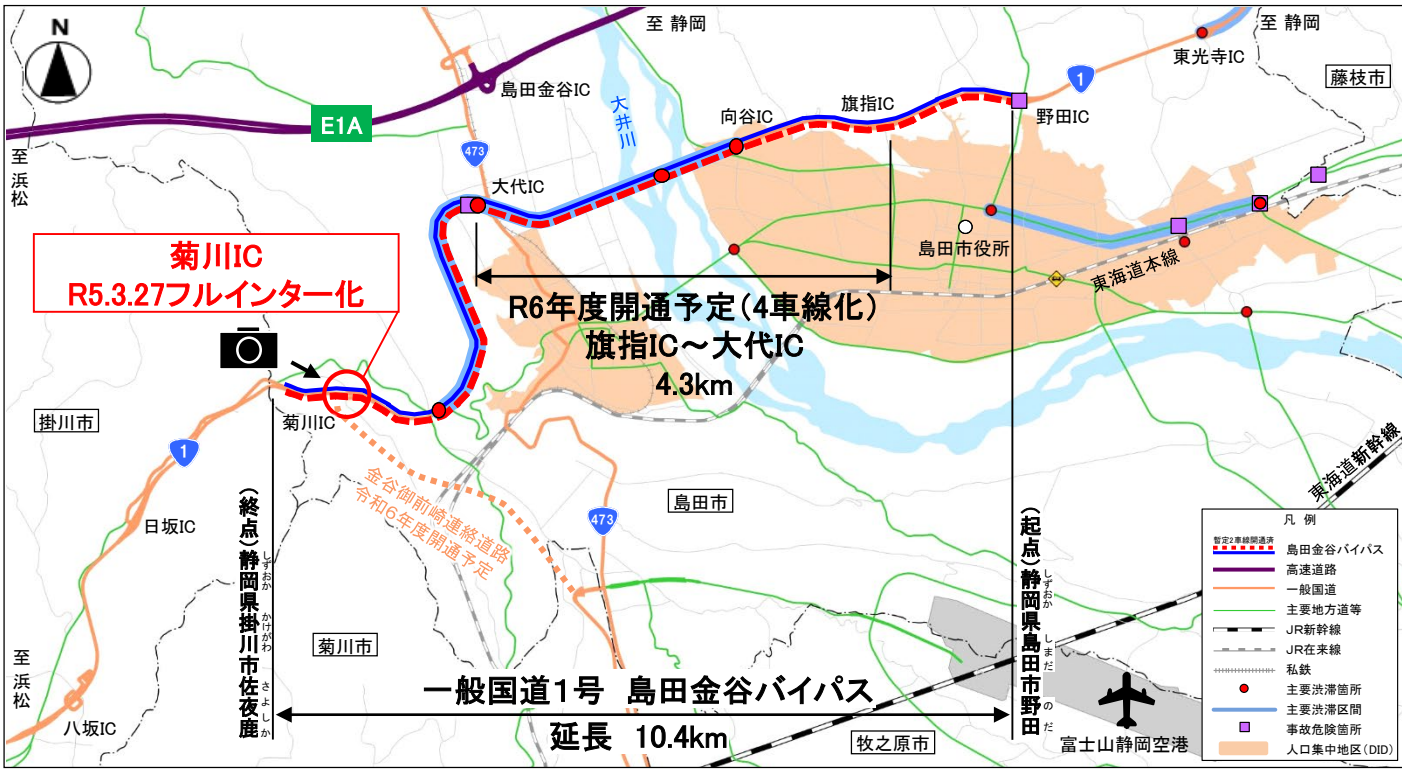 N
至 静岡
至 静岡
東光寺IC
藤枝市
1
島田金谷IC
大井川
旗指IC
向谷IC
野田IC
E1A
至 浜松
473
大代IC
菊川IC
R5.3.27フルインター化
島田市役所
東海道本線
R6年度開通予定(4車線化)
旗指IC～大代IC
4.3km
掛川市
菊川IC
1
金谷御前崎連絡道路
令和6年度開通予定
島田市
473
東海道新幹線
日坂IC
(終点)静岡県掛川市佐夜鹿
しずおか かけがわ さよしか
(起点)静岡県島田市野田
しずおか しまだ のだ
菊川市
至 浜松
八坂IC
一般国道1号 島田金谷バイパス
延長 10.4km
牧之原市
富士山静岡空港
凡 例
暫定2車線開通済
島田金谷バイパス
高速道路
一般国道
主要地方道等
JR新幹線
JR在来線
私鉄
主要渋滞箇所
主要渋滞区間
事故危険箇所
人口集中地区(DID)